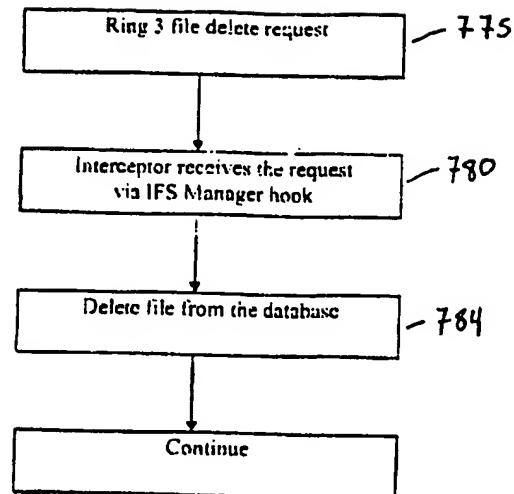 Ring 3 file delete request
775
Interceptor receives the request
via IFS Manager hook
780
Delete file from the database
784
Continue